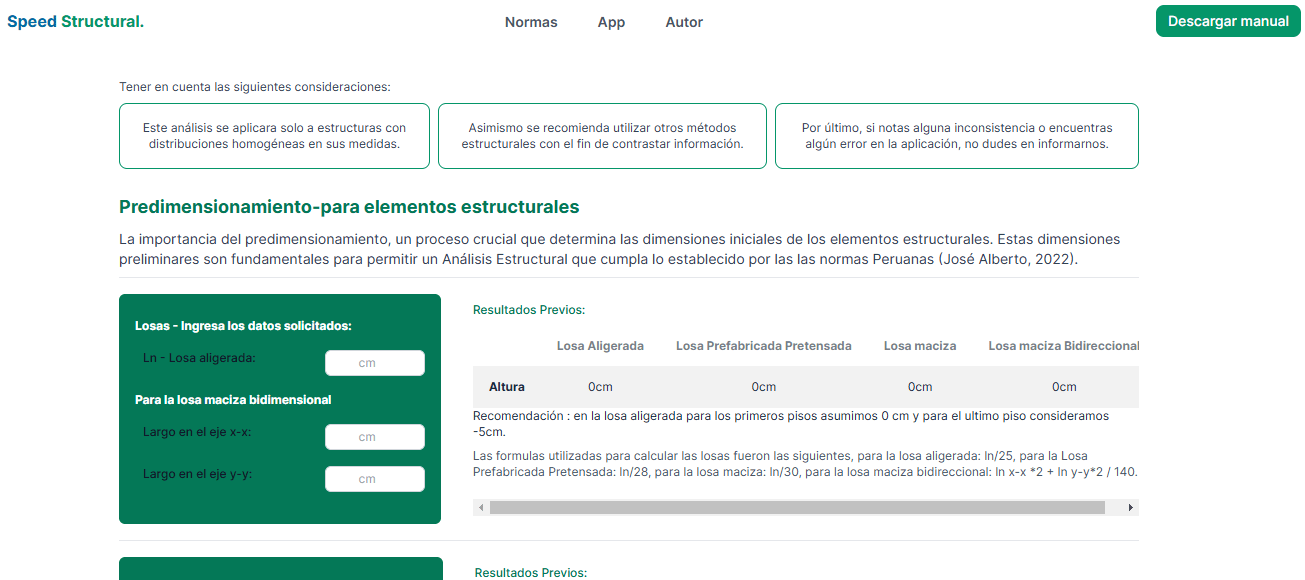 Speed Structural.
Normas
App
Autor
Descargar manual
Tener en cuenta las siguientes consideraciones:
Este análisis se aplicara solo a estructuras con
distribuciones homogéneas en sus medidas.
Asimismo se recomienda utilizar otros métodos
estructurales con el fin de contrastar información.
Por último, si notas alguna inconsistencia o encuentras
algún error en la aplicación, no dudes en informarnos.
Predimensionamiento-para elementos estructurales
La importancia del predimensionamiento, un proceso crucial que determina las dimensiones iniciales de los elementos estructurales. Estas dimensiones
preliminares son fundamentales para permitir un Análisis Estructural que cumpla lo establecido por las las normas Peruanas (José Alberto, 2022).
Losas - Ingresa los datos solicitados:
Ln - Losa aligerada:
cm
Para la losa maciza bidimensional
Largo en el eje x-x:
cm
Largo en el eje y-y:
cm
Resultados Previos:
Losa Aligerada
Losa Prefabricada Pretensada
Losa maciza
Losa maciza Bidireccional
Altura
0cm
0cm
0cm
0cm
Recomendación : en la losa aligerada para los primeros pisos asumimos 0 cm y para el ultimo piso consideramos
-5cm.
Las formulas utilizadas para calcular las losas fueron las siguientes, para la losa aligerada: ln/25, para la Losa
Prefabricada Pretensada: ln/28, para la losa maciza: ln/30, para la losa maciza bidireccional: ln x-x *2 + ln y-y*2 / 140.
Resultados Previos: